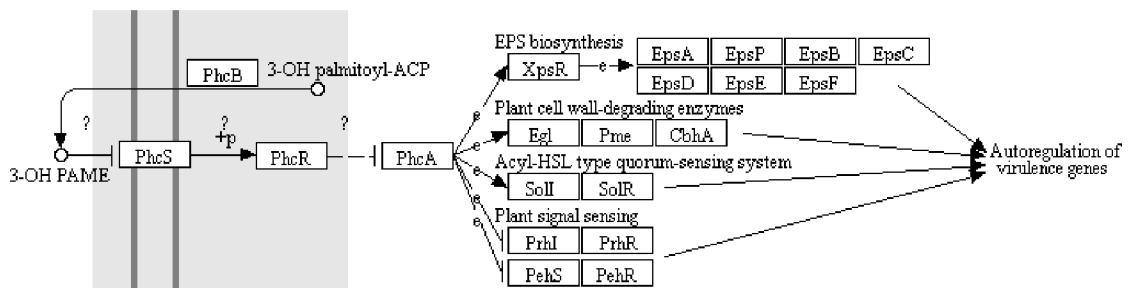 EPS biosynthesis
EpsA EpsP EpsB EpsC
XpsR e
EpsD EpsE EpsF
PhcB 3-OH palmitoyl-ACP
e
Plant cell wall-degrading enzymes
? ? ?
+p
e Egl Pme CbhA
PhcS PhcR PhcA
3-OH PAME
Acyl-HSL type quorum-sensing system
e SolI SolR
Autoregulation of
virulence genes
e
Plant signal sensing
PrhI PrhR
e
PehS PehR